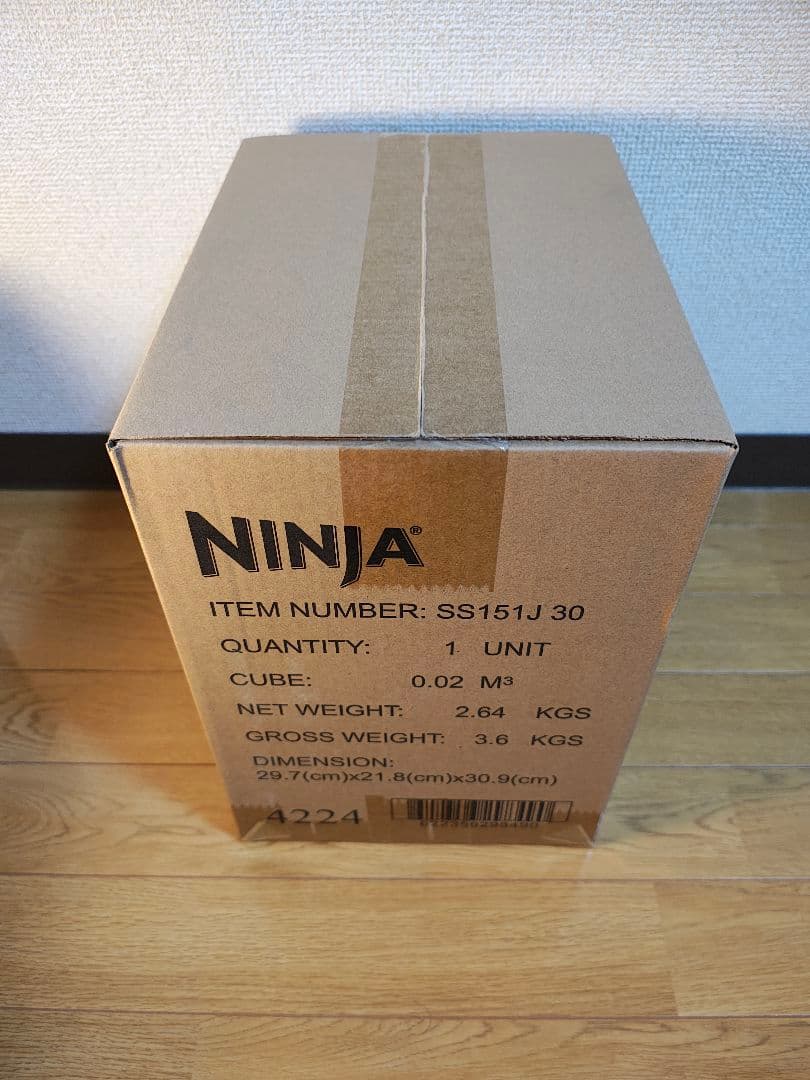 NINJA®
ITEM NUMBER: SS151J 30
QUANTITY: 1 UNIT
CUBE: 0.02 M³
NET WEIGHT: 2.64 KGS
GROSS WEIGHT: 3.6 KGS
DIMENSION:
29.7(cm)x21.8(cm)x30.9(cm)
4224